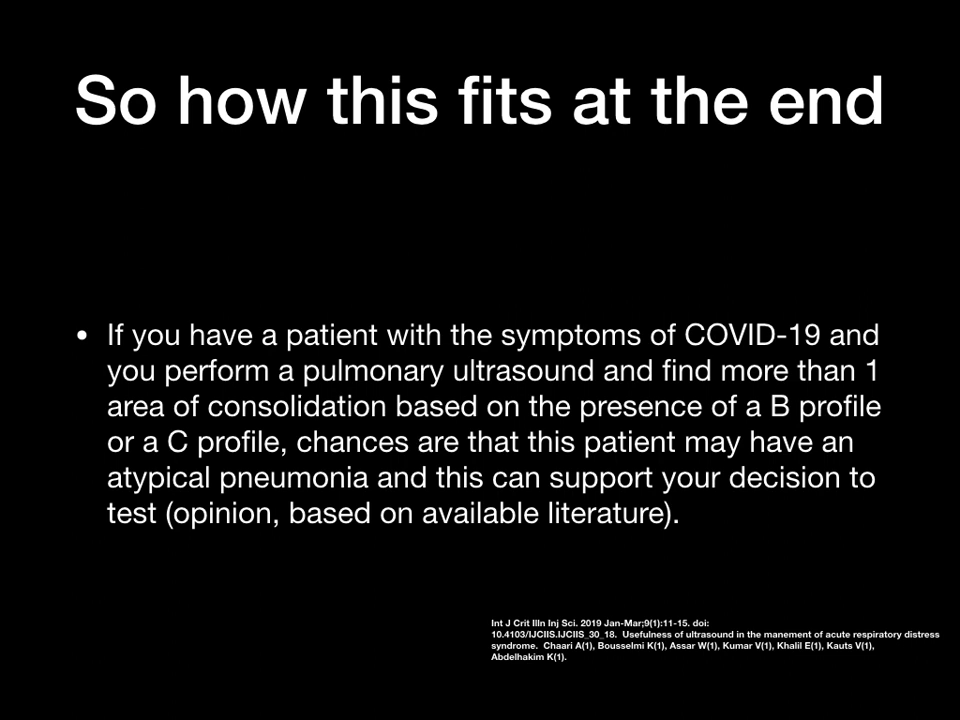 So how this fits at the end
• If you have a patient with the symptoms of COVID-19 and
you perform a pulmonary ultrasound and find more than 1
area of consolidation based on the presence of a B profile
or a C profile, chances are that this patient may have an
atypical pneumonia and this can support your decision to
test (opinion, based on available literature).
Int J Crit Illn Inj Sci. 2019 Jan-Mar;9(1):11-15. doi:
10.4103/IJCIIS.IJCIIS_30_18. Usefulness of ultrasound in the manement of acute respiratory distress
syndrome. Chaari A(1), Bousselmi K(1), Assar W(1), Kumar V(1), Khalil E(1), Kauts V(1),
Abdelhakim K(1).